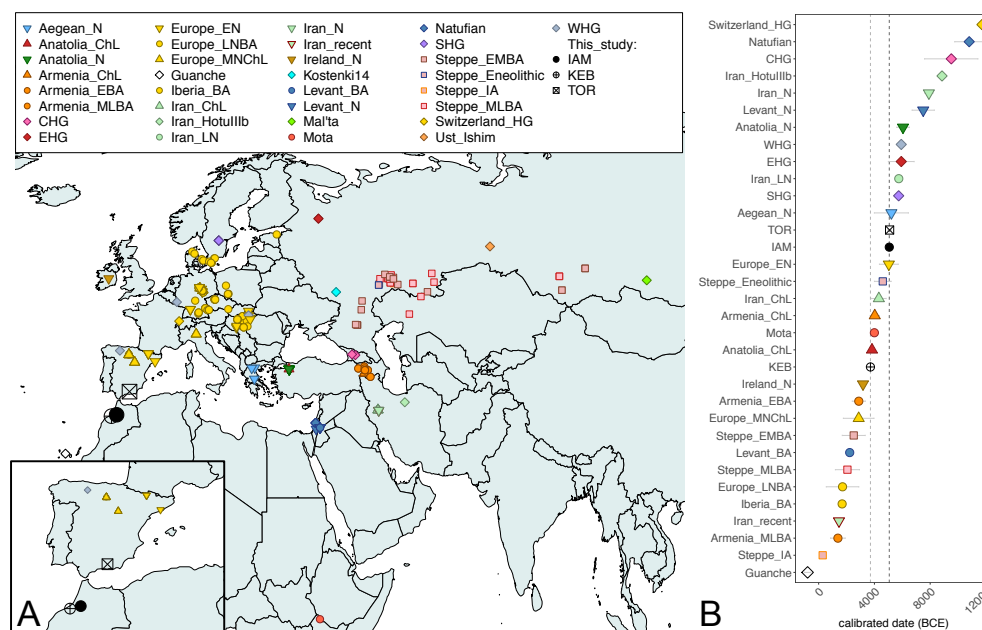 Aegean_N
Anatolia_ChL
Anatolia_N
Armenia_ChL
Armenia_EBA
Armenia_MLBA
CHG
EHG
Europe_EN
Europe_LNBA
Europe_MNChL
Guanche
Iberia_BA
Iran_ChL
Iran_HotuIIIb
Iran_LN
Iran_N
Iran_recent
Ireland_N
Kostenki14
Levant_BA
Levant_N
Mal'ta
Mota
Natufian
SHG
Steppe_EMBA
Steppe_Eneolithic
Steppe_IA
Steppe_MLBA
Switzerland_HG
Ust_Ishim
WHG
This_study:
IAM
KEB
TOR
A
Switzerland_HG
Natufian
CHG
Iran_HotuIIIb
Iran_N
Levant_N
Anatolia_N
WHG
EHG
Iran_LN
SHG
Aegean_N
TOR
IAM
Europe_EN
Steppe_Eneolithic
Iran_ChL
Armenia_ChL
Mota
Anatolia_ChL
KEB
Ireland_N
Armenia_EBA
Europe_MNChL
Steppe_EMBA
Levant_BA
Steppe_MLBA
Europe_LNBA
Iberia_BA
Iran_recent
Armenia_MLBA
Steppe_IA
Guanche
0
4000
8000
calibrated date (BCE)
B